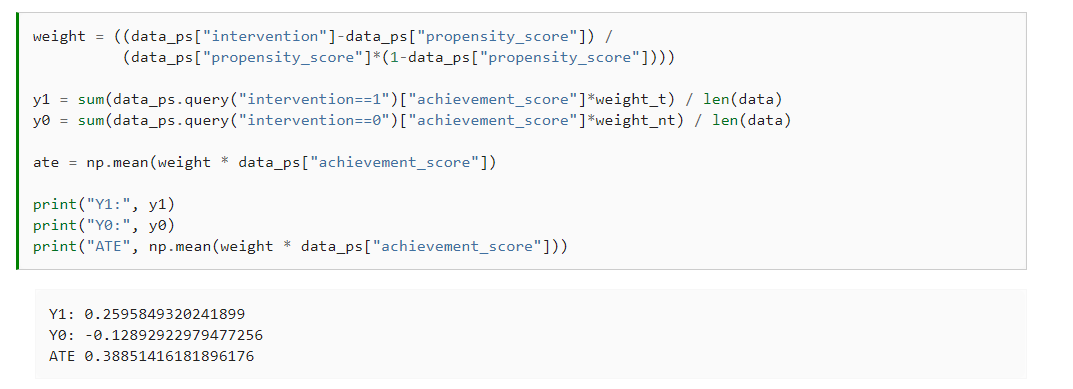 weight = ((data_ps["intervention"]-data_ps["propensity_score"]) /
(data_ps["propensity_score"]*(1-data_ps["propensity_score"])))
y1 = sum(data_ps.query("intervention==1")["achievement_score"]*weight_t) / len(data)
y0 = sum(data_ps.query("intervention==0")["achievement_score"]*weight_nt) / len(data)
ate = np.mean(weight * data_ps["achievement_score"])
print("Y1:", y1)
print("Y0:", y0)
print("ATE", np.mean(weight * data_ps["achievement_score"]))
Y1: 0.2595849320241899
Y0: -0.12892922979477256
ATE 0.38851416181896176